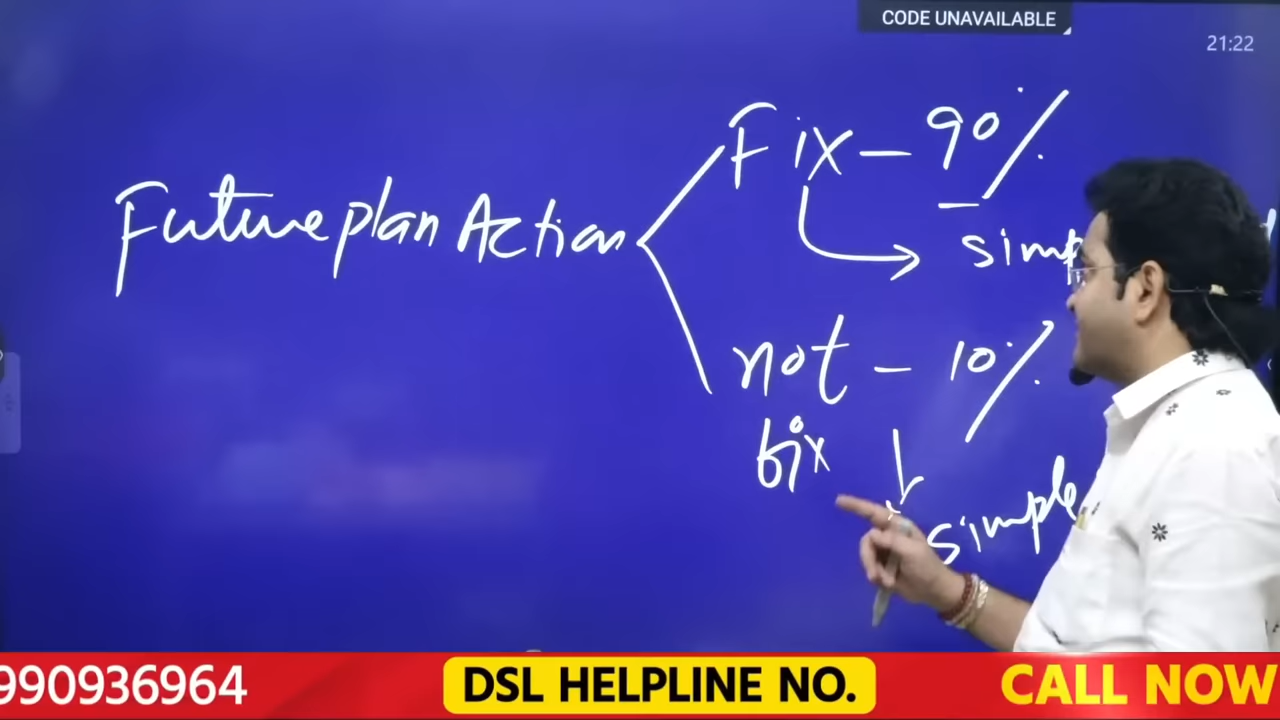 CODE UNAVAILABLE
21:22
Fix - 90%
Future plan Action
simp
not - 10%
fix
simple
990936964 DSL HELPLINE NO. CALL NOW